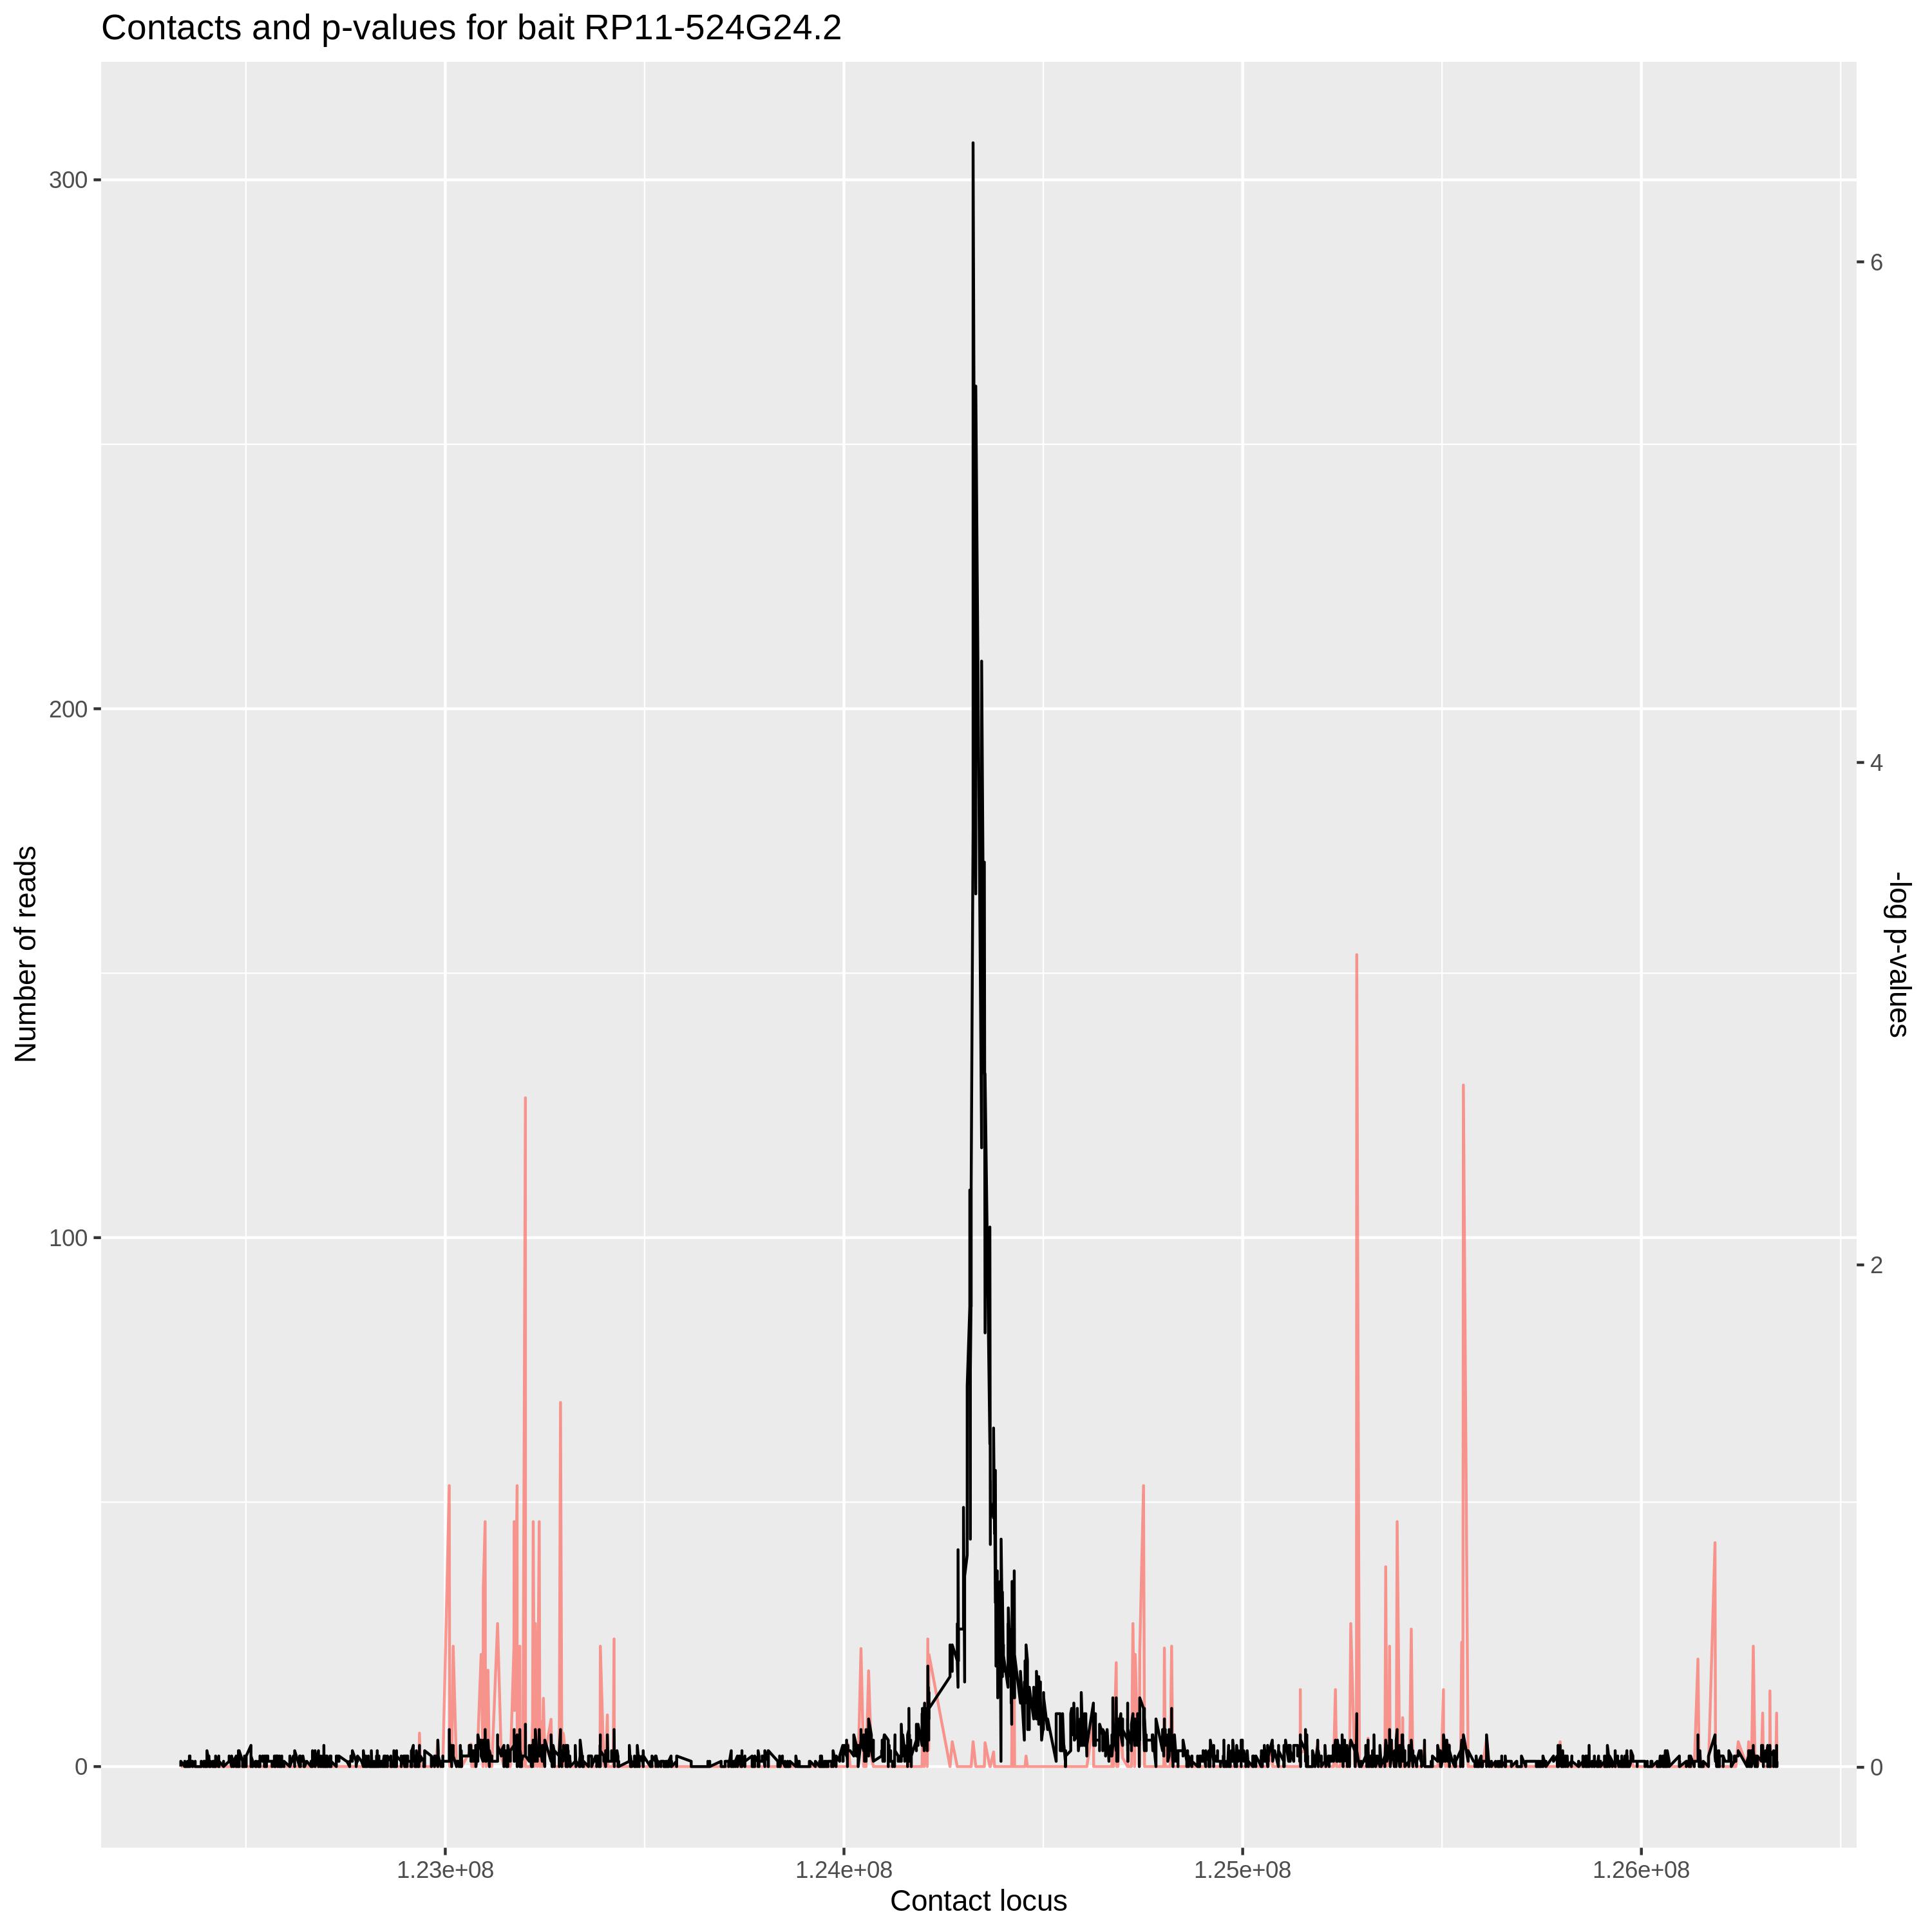 Contacts and p-values for bait RP11-524G24.2
Number of reads
300
200
100
0
6
4
2
0
-log p-values
1.23e+08
1.24e+08
1.25e+08
1.26e+08
Contact locus